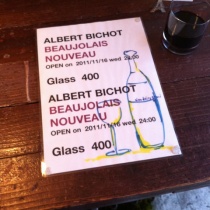 ALBERT BICHOT
BEAUJOLAIS
NOUVEAU
OPEN on 2011/11/16 wed 24:00
Glass 400
ALBERT BICHOT
BEAUJOLAIS
NOUVEAU
OPEN on 2011/11/16 wed 24:00
Glass 400